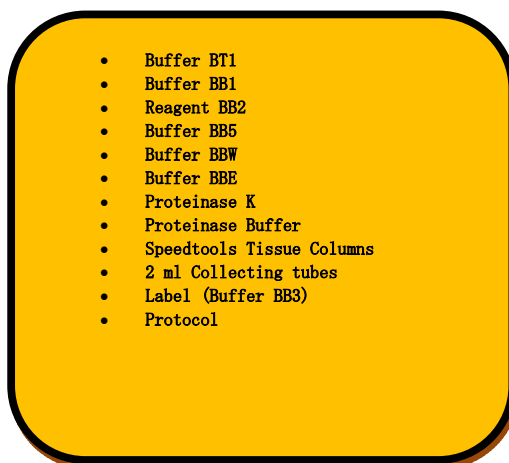 • Buffer BT1
• Buffer BB1
• Reagent BB2
• Buffer BB5
• Buffer BBW
• Buffer BBE
• Proteinase K
• Proteinase Buffer
• Speedtools Tissue Columns
• 2 ml Collecting tubes
• Label (Buffer BB3)
• Protocol